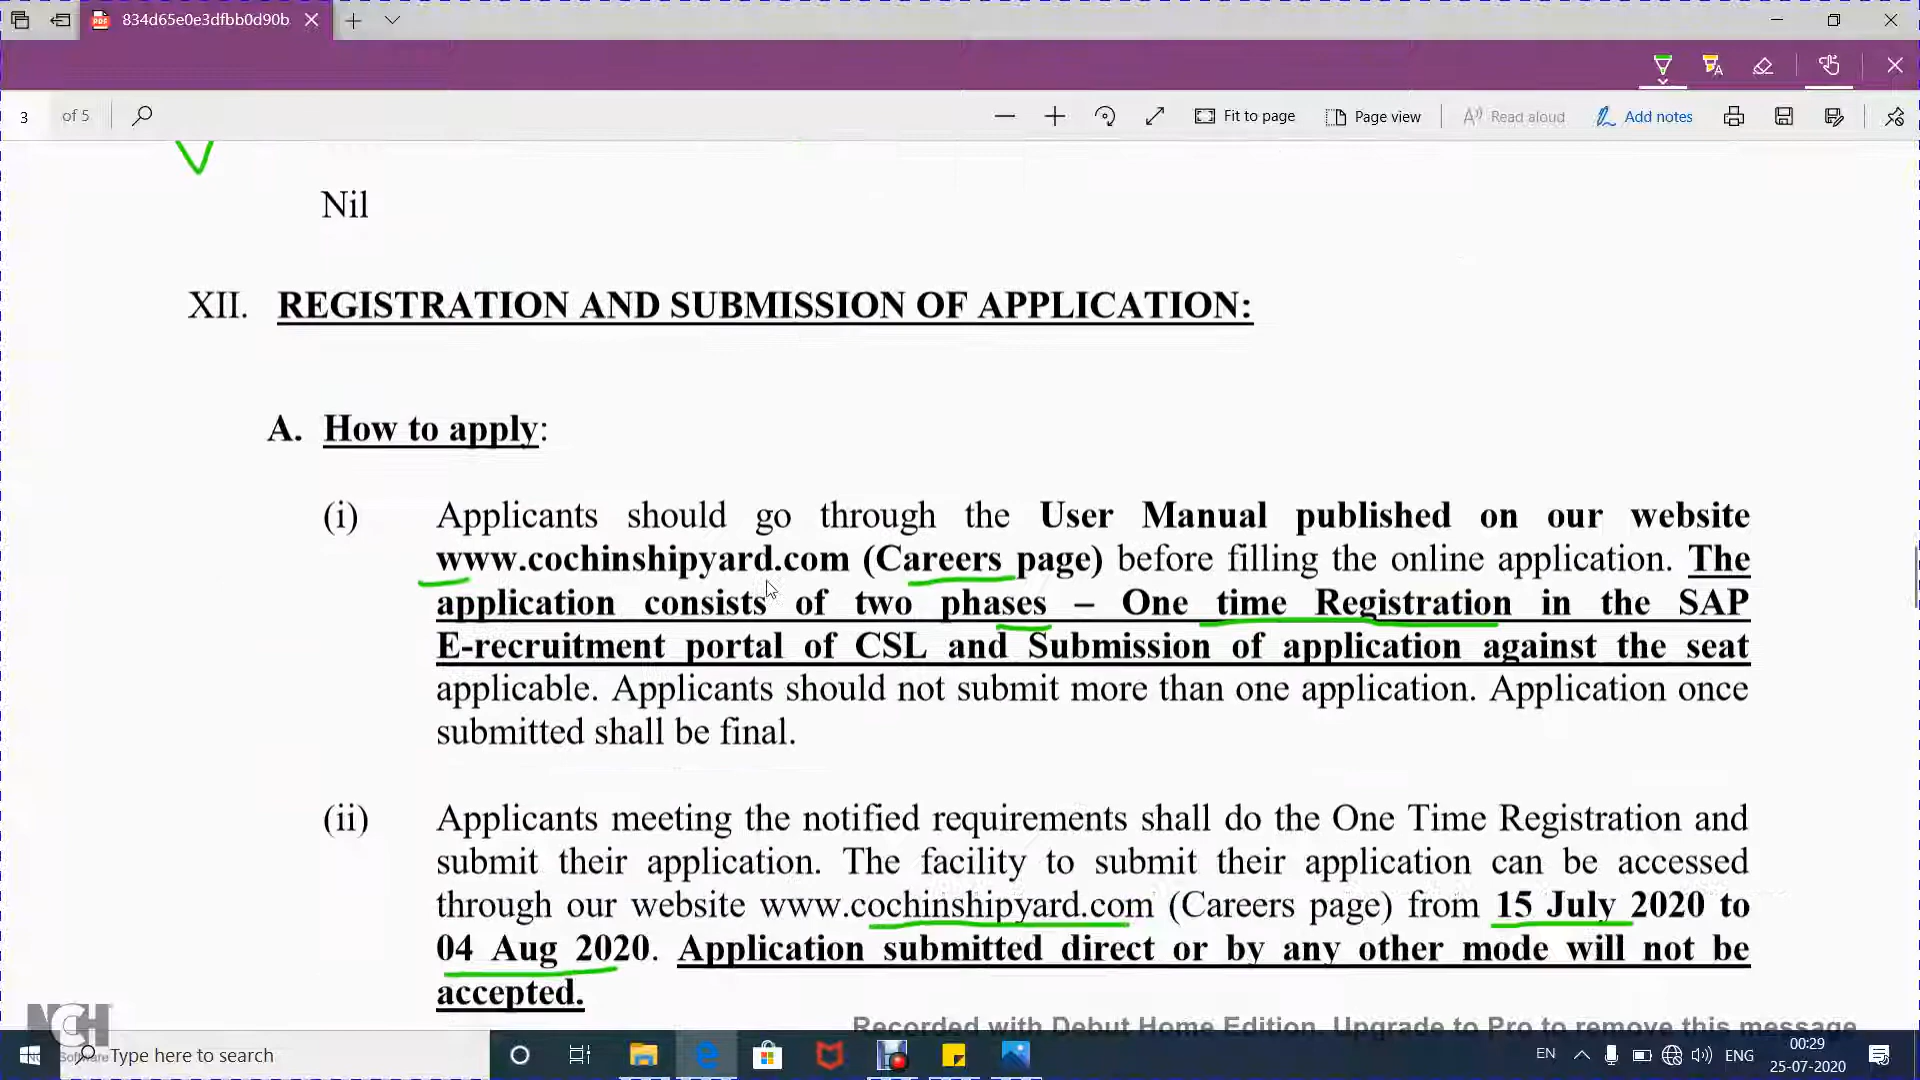 834d65e0e3dfbb0d90b
3 of 5
Fit to page
Page view
Read aloud
Add notes
Nil
XII. REGISTRATION AND SUBMISSION OF APPLICATION:
A. How to apply:
(i) Applicants should go through the User Manual published on our website
www.cochinshipyard.com (Careers page) before filling the online application. The
application consists of two phases – One time Registration in the SAP
E-recruitment portal of CSL and Submission of application against the seat
applicable. Applicants should not submit more than one application. Application once
submitted shall be final.
(ii) Applicants meeting the notified requirements shall do the One Time Registration and
submit their application. The facility to submit their application can be accessed
through our website www.cochinshipyard.com (Careers page) from 15 July 2020 to
04 Aug 2020. Application submitted direct or by any other mode will not be
accepted.
NCH
Software
Recorded with Debut Home Edition. Upgrade to Pro to remove this message
Type here to search
EN
ENG
00:29
25-07-2020